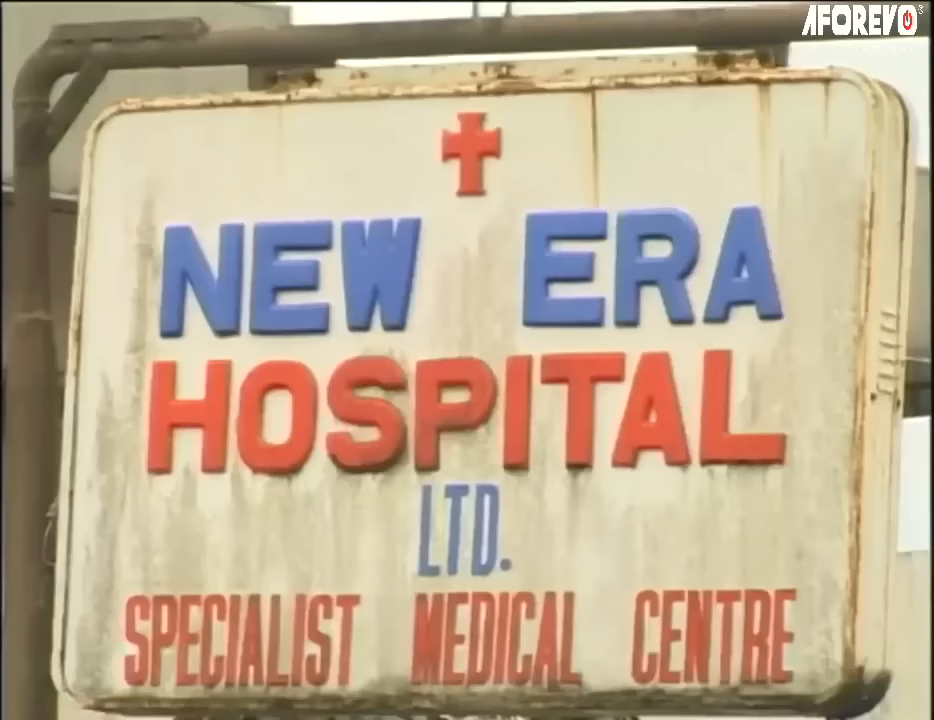 AFOREVO
NEW ERA
HOSPITAL
LTD.
SPECIALIST MEDICAL CENTRE